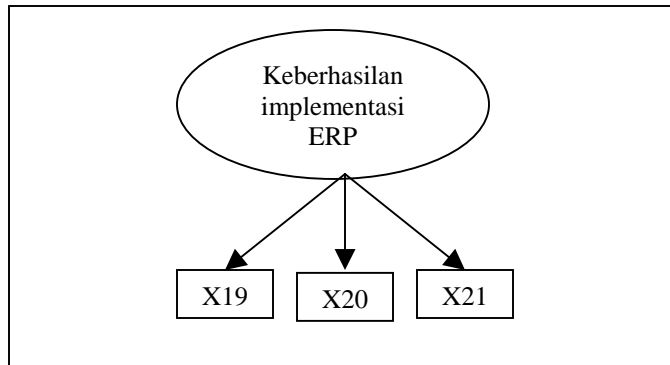 Keberhasilan
implementasi
ERP
X19
X20
X21